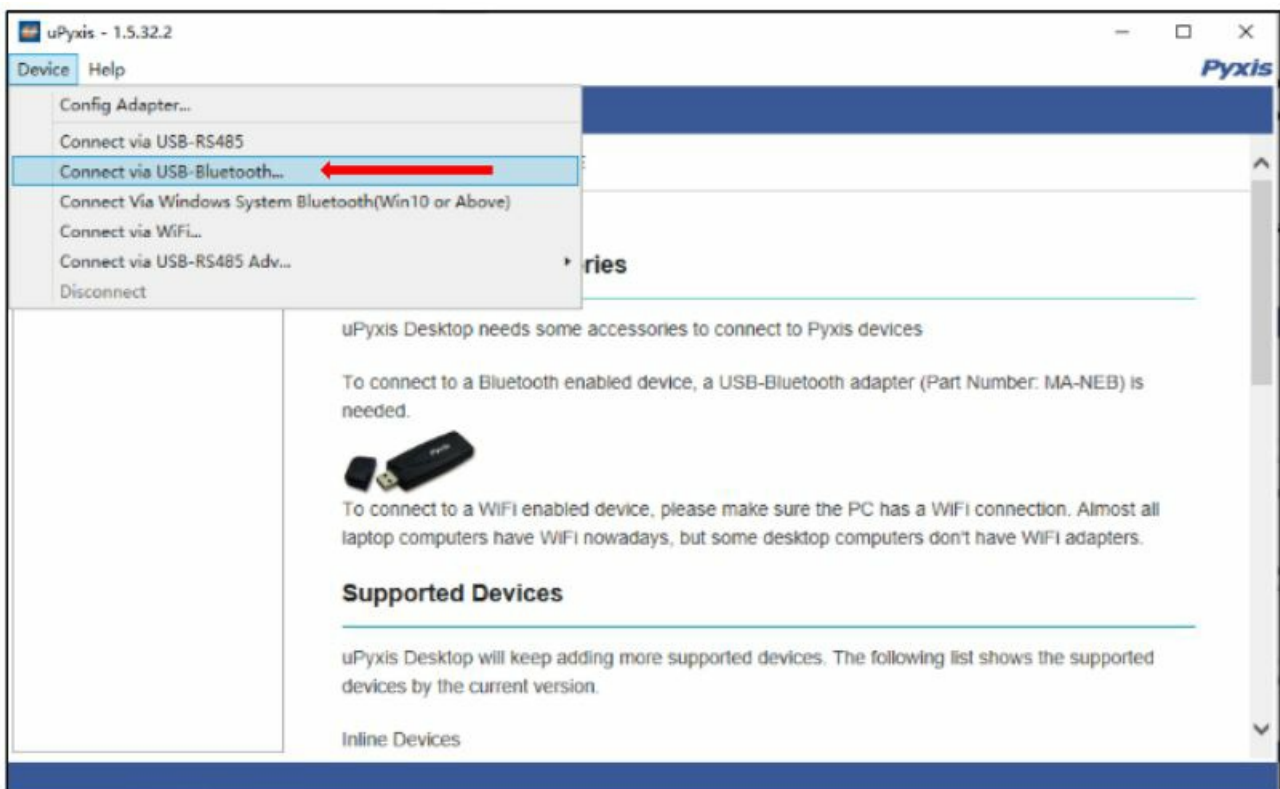 uPyxis - 1.5.32.2
Device Help
Pyxis
Config Adapter...
Connect via USB-RS485
Connect via USB-Bluetooth...
Connect Via Windows System Bluetooth(Win10 or Above)
Connect via WiFi...
Connect via USB-RS485 Adv...
ries
Disconnect
uPyxis Desktop needs some accessories to connect to Pyxis devices
To connect to a Bluetooth enabled device, a USB-Bluetooth adapter (Part Number: MA-NEB) is
needed.
Pyxis
To connect to a WiFi enabled device, please make sure the PC has a WiFi connection. Almost all
laptop computers have WiFi nowadays, but some desktop computers don't have WiFi adapters.
Supported Devices
uPyxis Desktop will keep adding more supported devices. The following list shows the supported
devices by the current version.
Inline Devices